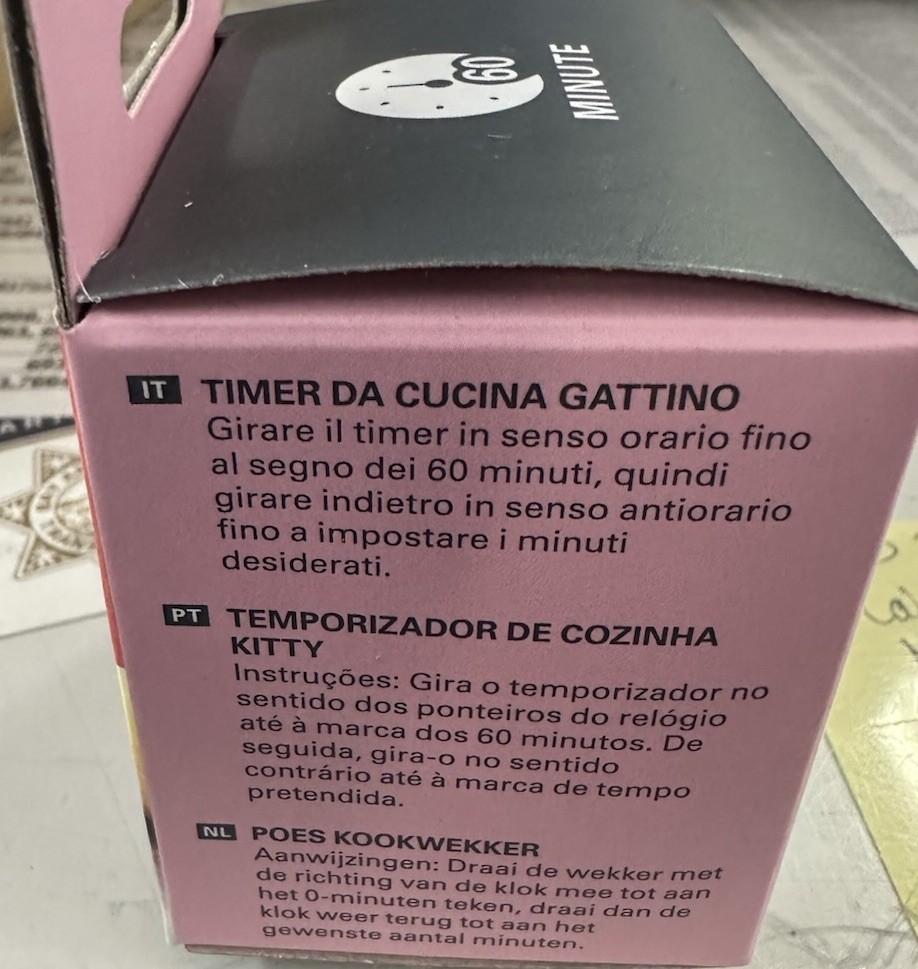 60
MINUTE
IT TIMER DA CUCINA GATTINO
Girare il timer in senso orario fino
al segno dei 60 minuti, quindi
girare indietro in senso antiorario
fino a impostare i minuti
desiderati.
PT TEMPORIZADOR DE COZINHA
KITTY
Instruções: Gira o temporizador no
sentido dos ponteiros do relógio
até à marca dos 60 minutos. De
seguida, gira-o no sentido
contrário até à marca de tempo
pretendida.
NL POES KOOKWEKKER
Aanwijzingen: Draai de wekker met
de richting van de klok mee tot aan
het 0-minuten teken, draai dan de
klok weer terug tot aan het
gewenste aantal minuten.